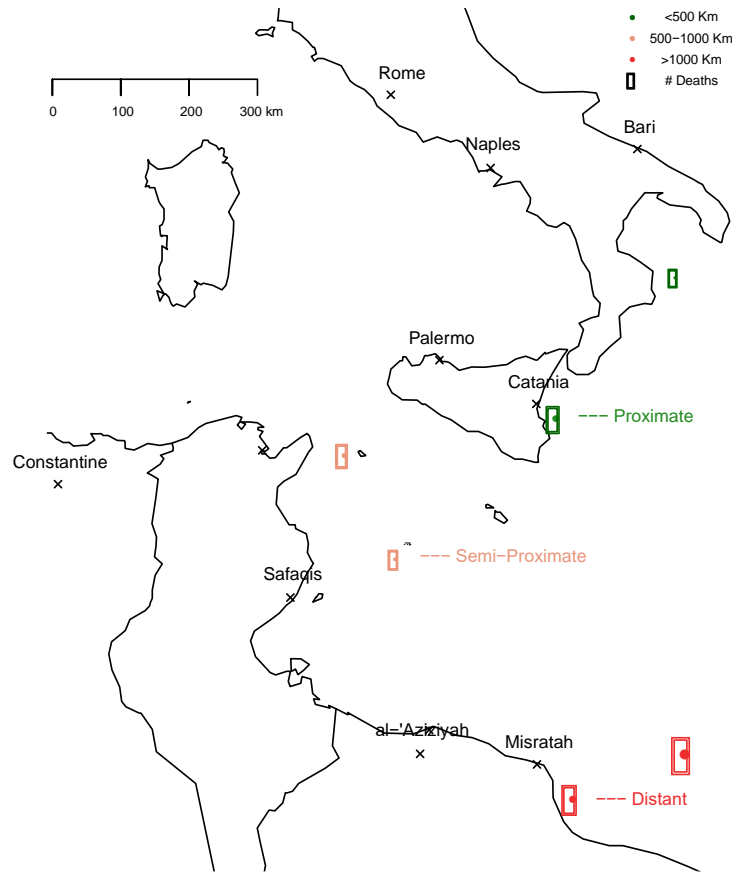 <500 Km
500−1000 Km
>1000 Km
# Deaths
0 100 200 300 km
Rome
Bari
Naples
Palermo
Catania
−−− Proximate
Constantine
−−− Semi−Proximate
Safaqis
al−'Aziziyah
Misratah
−−− Distant